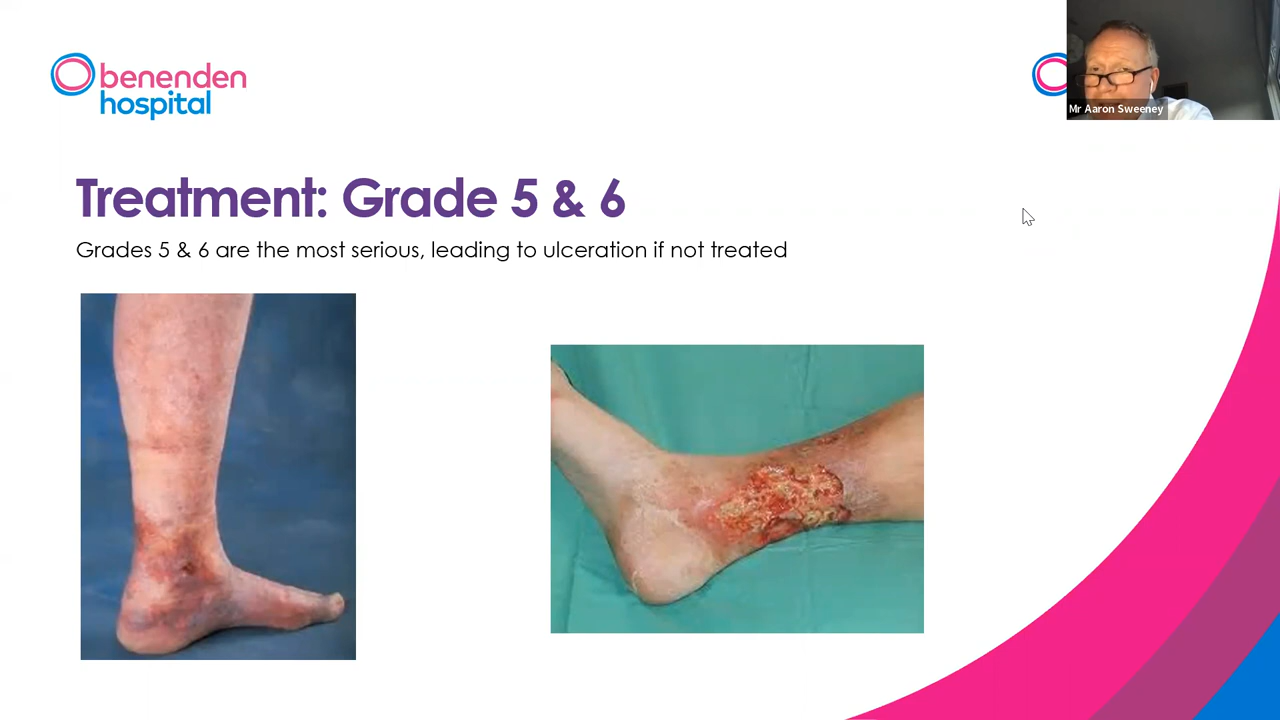 benenden
hospital
Mr Aaron Sweeney
Treatment: Grade 5 & 6
Grades 5 & 6 are the most serious, leading to ulceration if not treated